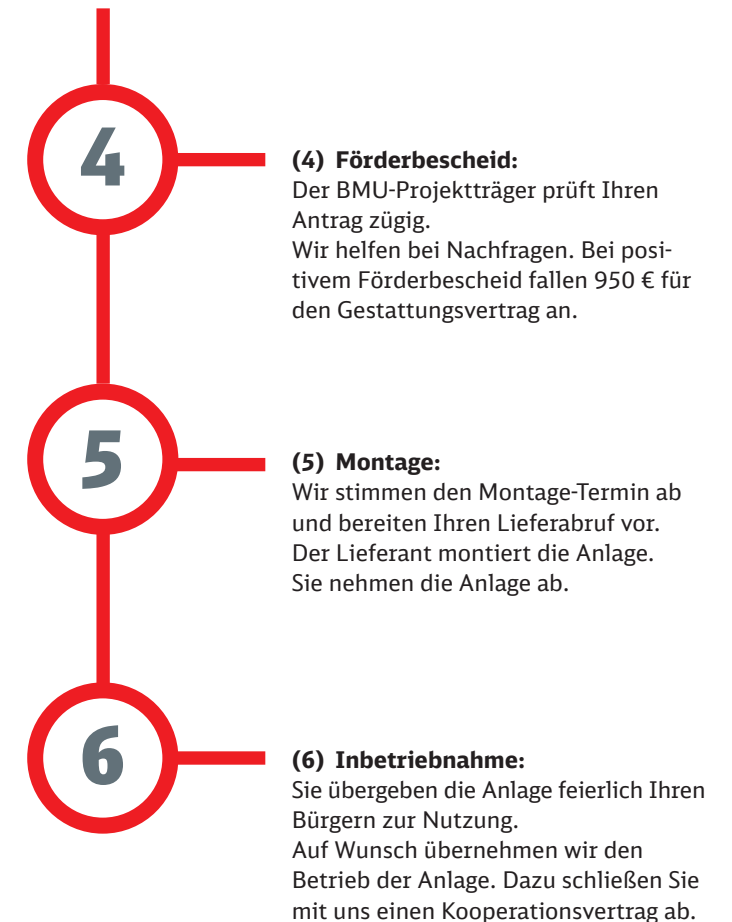 4
(4) Förderbescheid:
Der BMU-Projektträger prüft Ihren
Antrag zügig.
Wir helfen bei Nachfragen. Bei posi-
tivem Förderbescheid fallen 950 € für
den Gestattungsvertrag an.
5
(5) Montage:
Wir stimmen den Montage-Termin ab
und bereiten Ihren Lieferabruf vor.
Der Lieferant montiert die Anlage.
Sie nehmen die Anlage ab.
6
(6) Inbetriebnahme:
Sie übergeben die Anlage feierlich Ihren
Bürgern zur Nutzung.
Auf Wunsch übernehmen wir den
Betrieb der Anlage. Dazu schließen Sie
mit uns einen Kooperationsvertrag ab.